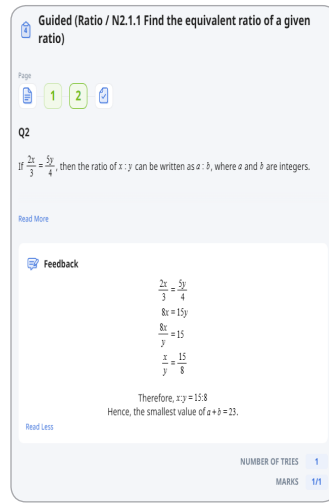 4
Guided (Ratio / N2.1.1 Find the equivalent ratio of a given
ratio)
Page
1 2
Q2
If 2x/3 = 5y/4, then the ratio of x : y can be written as a : b, where a and b are integers.
Read More
Feedback
2x/3 = 5y/4
8x = 15y
8x/y = 15
x/y = 15/8
Therefore, x:y = 15:8
Hence, the smallest value of a + b = 23.
Read Less
NUMBER OF TRIES 1
MARKS 1/1